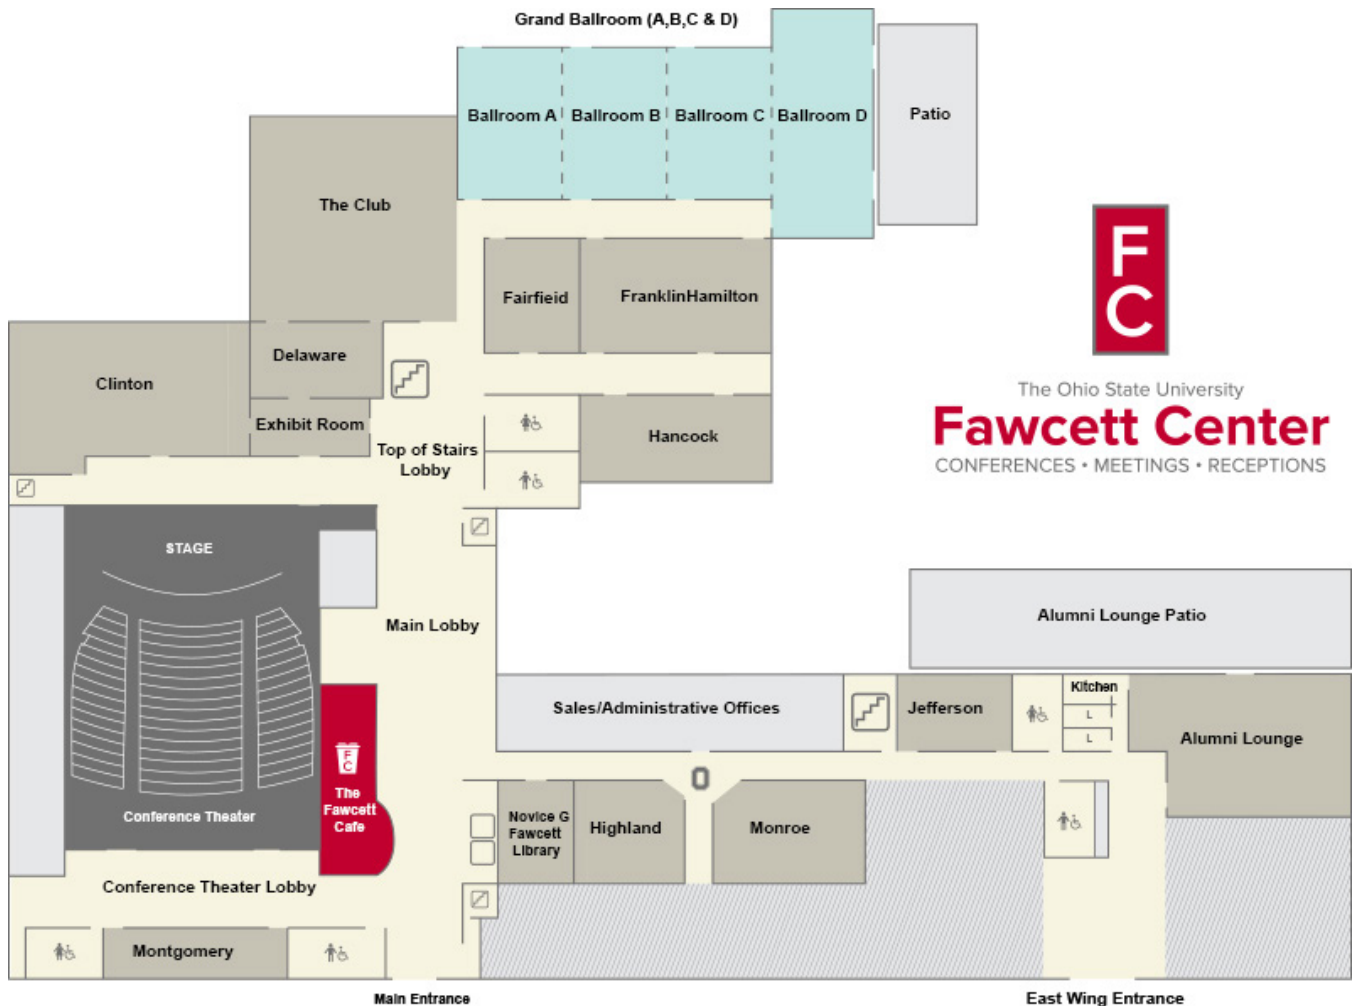 Grand Ballroom (A,B,C & D)
Ballroom A
Ballroom B
Ballroom C
Ballroom D
Patio
The Club
Fairfieid
FranklinHamilton
F
C
Delaware
Clinton
The Ohio State University
Fawcett Center
CONFERENCES • MEETINGS • RECEPTIONS
Exhibit Room
Hancock
Top of Stairs
Lobby
STAGE
Main Lobby
Alumni Lounge Patio
Sales/Administrative Offices
Jefferson
Kitchen
L
L
Alumni Lounge
F
C
The
Fawcett
Cafe
Conference Theater
Novice G
Fawcett
Library
Highland
Monroe
Conference Theater Lobby
Montgomery
Main Entrance
East Wing Entrance